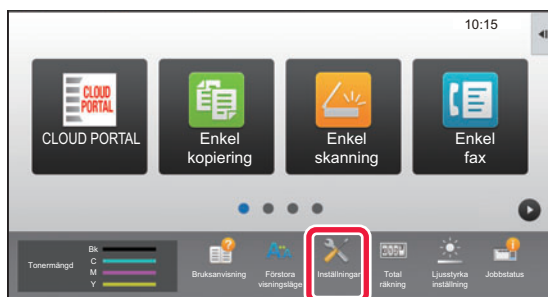 10:15
CLOUD
PORTAL
CLOUD PORTAL
Enkel
kopiering
Enkel
skanning
Enkel
fax
Tonermängd
Bk
C
M
Y
Bruksanvisning
Förstora
visningsläge
Inställningar
Total
räkning
Ljusstyrka
inställning
Jobbstatus